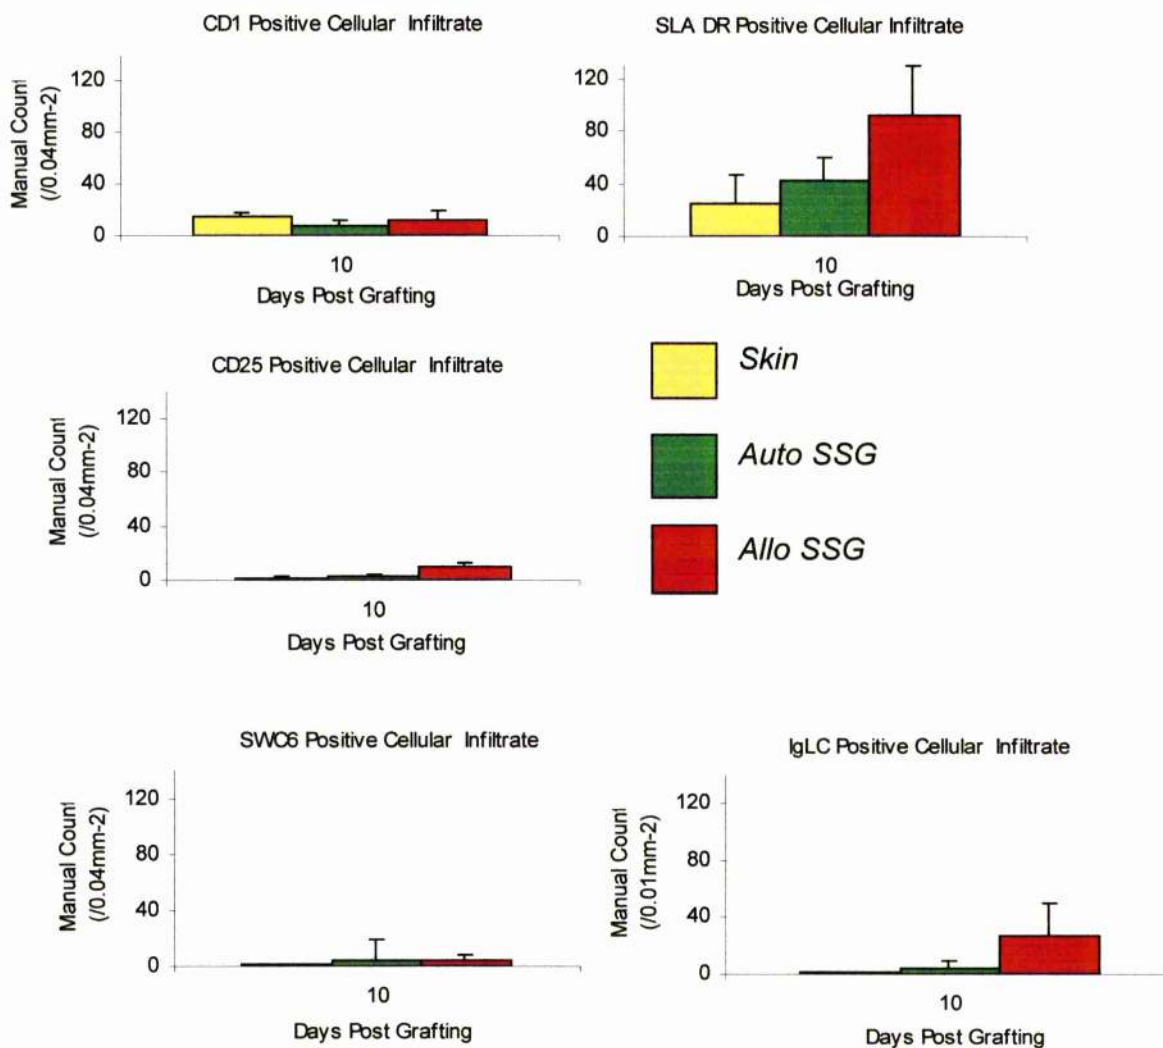 CD1 Positive Cellular Infiltrate
Manual Count
(/0.04mm-2)
120
80
40
0
10
Days Post Grafting
SLA DR Positive Cellular Infiltrate
120
80
40
0
10
Days Post Grafting
CD25 Positive Cellular Infiltrate
Manual Count
(/0.04mm-2)
120
80
40
0
10
Days Post Grafting
Skin
Auto SSG
Allo SSG
SWC6 Positive Cellular Infiltrate
Manual Count
(/0.04mm-2)
120
80
40
0
10
Days Post Grafting
IgLC Positive Cellular Infiltrate
Manual Count
(/0.01mm-2)
120
80
40
0
10
Days Post Grafting